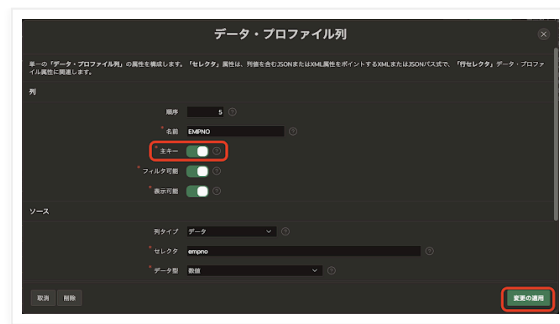 データ・プロファイル列
単一の「データ・プロファイル列」の属性を構成します。「セレクタ」属性は、列値を含むJSONまたはXML属性をポイントするXMLまたはJSONパス式で、「行セレクタ」データ・プロファ
イル属性に関連します。
列
順序 5
* 名前 EMPNO
* 主キー
* フィルタ可能
* 表示可能
ソース
列タイプ データ
* セレクタ empno
* データ型 数値
取消 削除 変更の適用